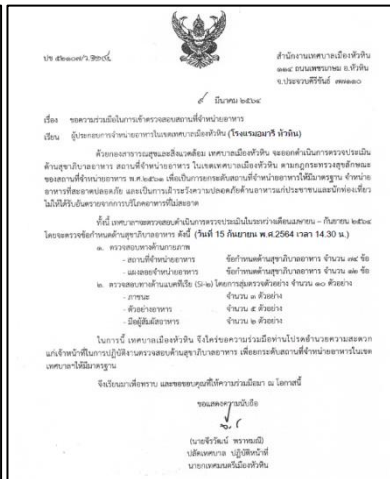 ปข ๕๒๑๐๗/ว.
สำนักงานเทศบาลเมืองหัวหิน
๑๑๔ ถนนเพชรเกษม อ.หัวหิน
จ.ประจวบคีรีขันธ์ ๗๗๑๑๐
๙ มีนาคม ๒๕๖๔
เรื่อง ขอความร่วมมือในการเข้าตรวจสอบสถานที่จำหน่ายอาหาร
เรียน ผู้ประกอบการจำหน่ายอาหารในเขตเทศบาลเมืองหัวหิน (โรงแรมอมารี หัวหิน)
ด้วยกองสาธารณสุขและสิ่งแวดล้อม เทศบาลเมืองหัวหิน จะออกดำเนินการตรวจประเมิน
ด้านสุขาภิบาลอาหาร สถานที่จำหน่ายอาหาร ในเขตเทศบาลเมืองหัวหิน ตามกฎกระทรวงสุขลักษณะ
ของสถานที่จำหน่ายอาหาร พ.ศ.๒๕๖๑ เพื่อเป็นการยกระดับสถานที่จำหน่ายอาหารให้มีมาตรฐาน จำหน่าย
อาหารที่สะอาดปลอดภัย และเป็นการเฝ้าระวังความปลอดภัยด้านอาหารแก่ประชาชนและนักท่องเที่ยว
ไม่ให้ได้รับอันตรายจากการบริโภคอาหารที่ไม่สะอาด
ทั้งนี้ เทศบาลฯจะตรวจสอบดำเนินการตรวจประเมินในระหว่างเดือนเมษายน – กันยายน ๒๕๖๔
โดยจะตรวจข้อกำหนดด้านสุขาภิบาลอาหาร ดังนี้ (วันที่ 15 กันยายน พ.ศ.2564 เวลา 14.30 น.)
๑. ตรวจสอบทางด้านกายภาพ
- สถานที่จำหน่ายอาหาร ข้อกำหนดด้านสุขาภิบาลอาหาร จำนวน ๗๕ ข้อ
- แผงลอยจำหน่ายอาหาร ข้อกำหนดด้านสุขาภิบาลอาหาร จำนวน ๑๒ ข้อ
๒. ตรวจสอบทางด้านแบคทีเรีย (SI-๒) โดยการสุ่มตรวจตัวอย่าง จำนวน ๑๐ ตัวอย่าง
- ภาชนะ จำนวน ๓ ตัวอย่าง
- ตัวอย่างอาหาร จำนวน ๕ ตัวอย่าง
- มือผู้สัมผัสอาหาร จำนวน ๒ ตัวอย่าง
ในการนี้ เทศบาลเมืองหัวหิน จึงใคร่ขอความร่วมมือท่านโปรดอำนวยความสะดวก
แก่เจ้าหน้าที่ในการปฏิบัติงานตรวจสอบด้านสุขาภิบาลอาหาร เพื่อยกระดับสถานที่จำหน่ายอาหารในเขต
เทศบาลฯให้มีมาตรฐาน
จึงเรียนมาเพื่อทราบ และขอขอบคุณที่ให้ความร่วมมือมา ณ โอกาสนี้
ขอแสดงความนับถือ
(นายจีรวัฒน์ พราหมณี)
ปลัดเทศบาล ปฏิบัติหน้าที่
นายกเทศมนตรีเมืองหัวหิน